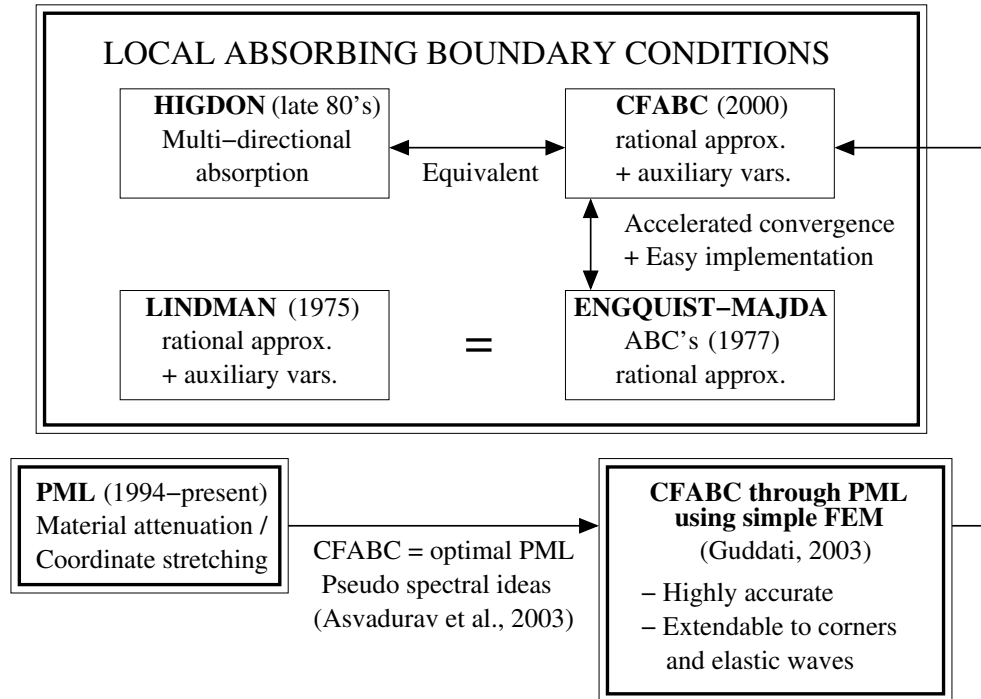 LOCAL ABSORBING BOUNDARY CONDITIONS
HIGDON (late 80's)
Multi−directional
absorption
Equivalent
CFABC (2000)
rational approx.
+ auxiliary vars.
Accelerated convergence
+ Easy implementation
LINDMAN (1975)
rational approx.
+ auxiliary vars.
=
ENGQUIST−MAJDA
ABC's (1977)
rational approx.
PML (1994−present)
Material attenuation /
Coordinate stretching
CFABC = optimal PML
Pseudo spectral ideas
(Asvadurav et al., 2003)
CFABC through PML
using simple FEM
(Guddati, 2003)
− Highly accurate
− Extendable to corners
and elastic waves